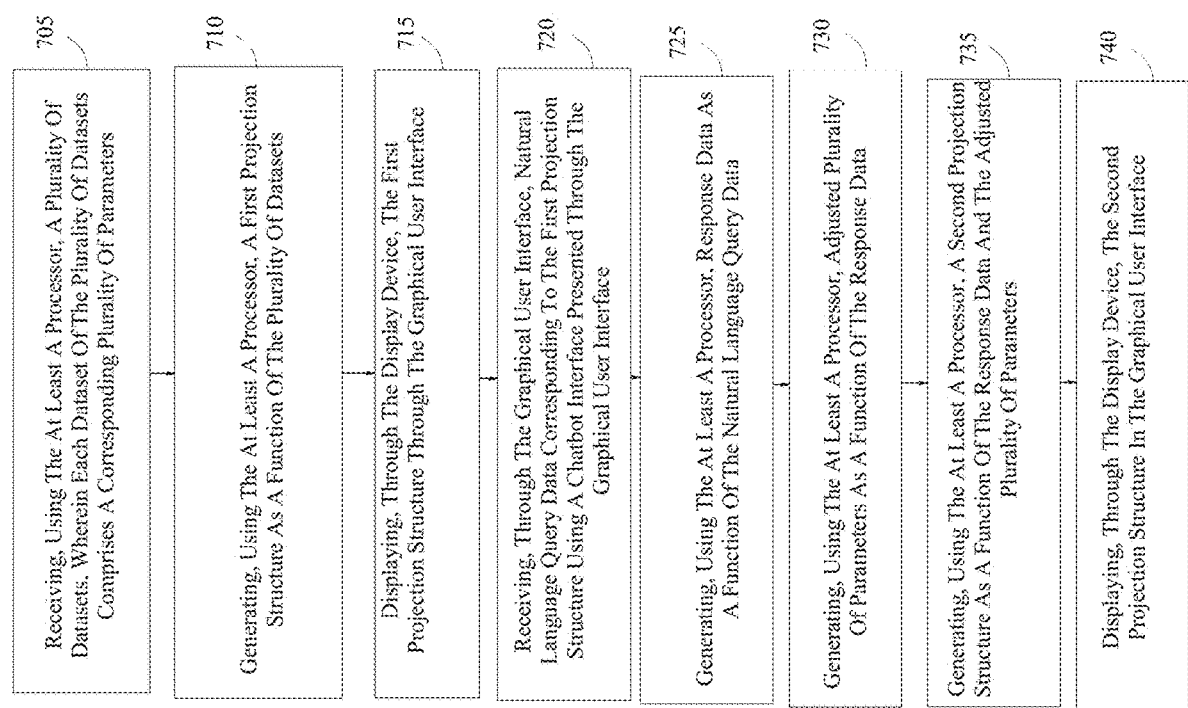 705
Receiving, Using The At Least A Processor, A Plurality Of
Datasets, Wherein Each Dataset Of The Plurality Of Datasets
Comprises A Corresponding Plurality Of Parameters
710
Generating, Using The At Least A Processor, A First Projection
Structure As A Function Of The Plurality Of Datasets
715
Displaying, Through The Display Device, The First
Projection Structure Through The Graphical User Interface
720
Receiving, Through The Graphical User Interface, Natural
Language Query Data Corresponding To The First Projection
Structure Using A Chatbot Interface Presented Through The
Graphical User Interface
725
Generating, Using The At Least A Processor, Response Data As
A Function Of The Natural Language Query Data
730
Generating, Using The At Least A Processor, Adjusted Plurality
Of Parameters As A Function Of The Response Data
735
Generating, Using The At Least A Processor, A Second Projection
Structure As A Function Of The Response Data And The Adjusted
Plurality Of Parameters
740
Displaying, Through The Display Device, The Second
Projection Structure In The Graphical User Interface